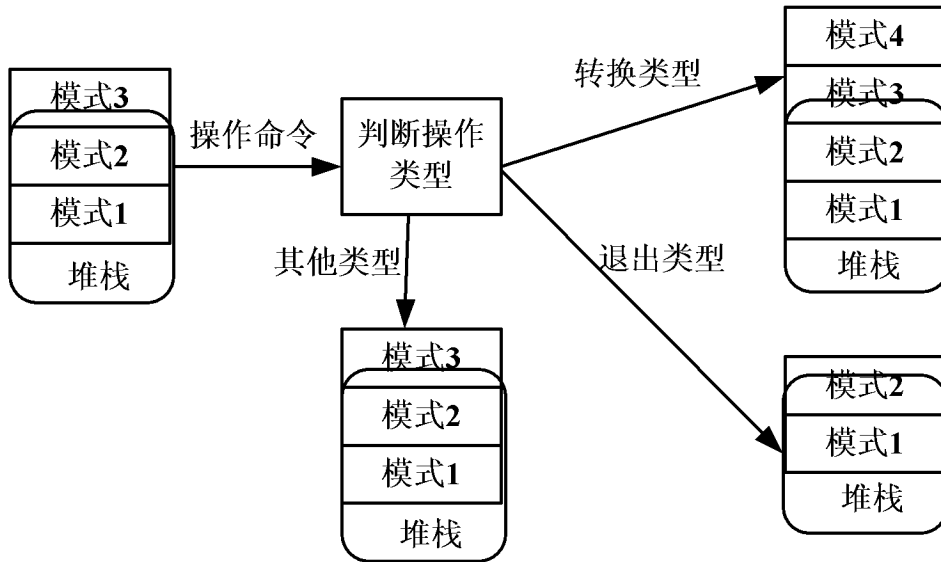 模式3
模式2
模式1
堆栈
操作命令
判断操作
类型
转换类型
模式4
模式3
模式2
模式1
堆栈
其他类型
模式3
模式2
模式1
堆栈
退出类型
模式2
模式1
堆栈